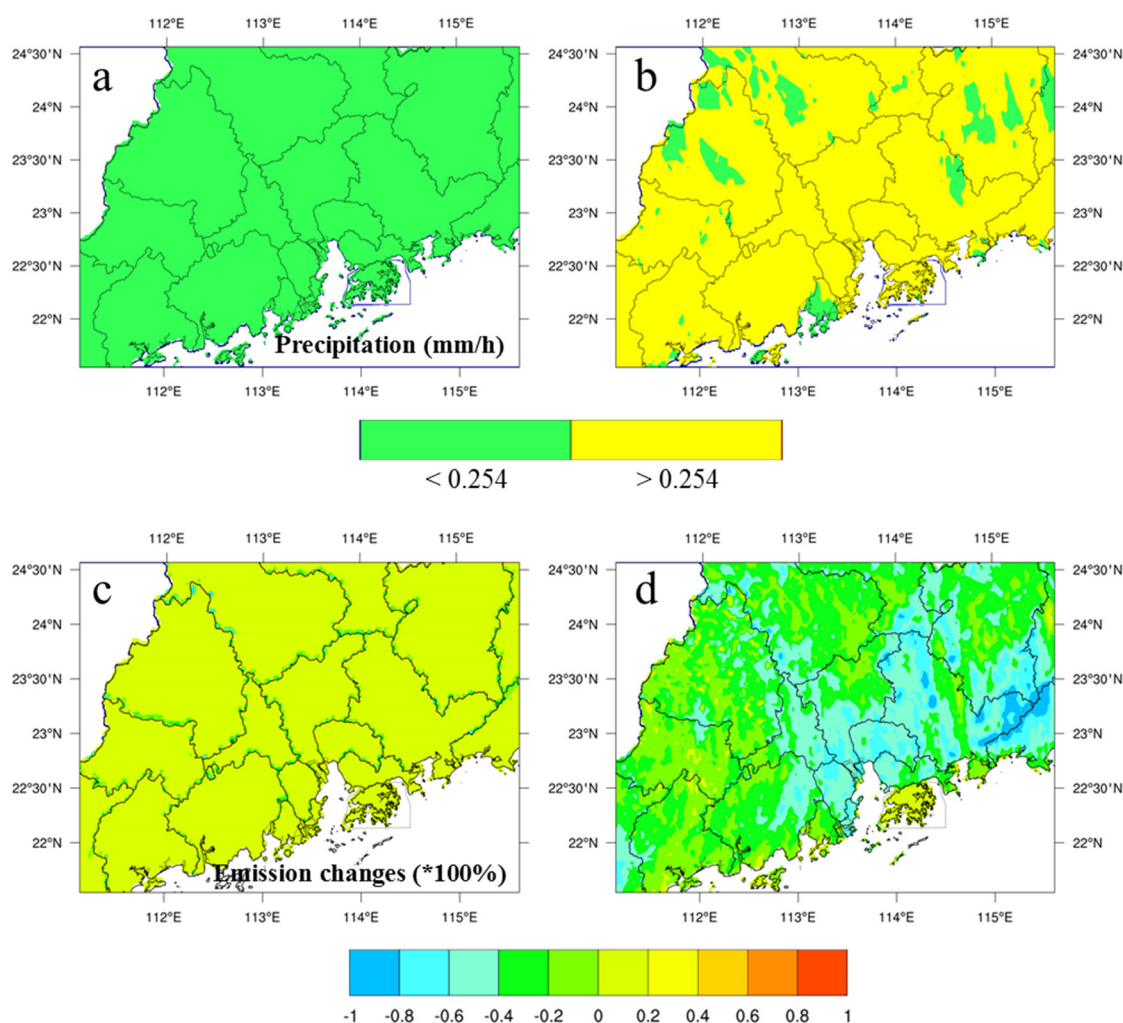 112°E 113°E 114°E 115°E 112°E 113°E 114°E 115°E
24°30'N a b 24°30'N
24°N 24°N
23°30'N 23°30'N
23°N 23°N
22°30'N 22°30'N
22°N 22°N
Precipitation (mm/h)
112°E 113°E 114°E 115°E 112°E 113°E 114°E 115°E
< 0.254 > 0.254
112°E 113°E 114°E 115°E 112°E 113°E 114°E 115°E
24°30'N c d 24°30'N
24°N 24°N
23°30'N 23°30'N
23°N 23°N
22°30'N 22°30'N
22°N 22°N
Emission changes (*100%)
112°E 113°E 114°E 115°E 112°E 113°E 114°E 115°E
-1 -0.8 -0.6 -0.4 -0.2 0 0.2 0.4 0.6 0.8 1